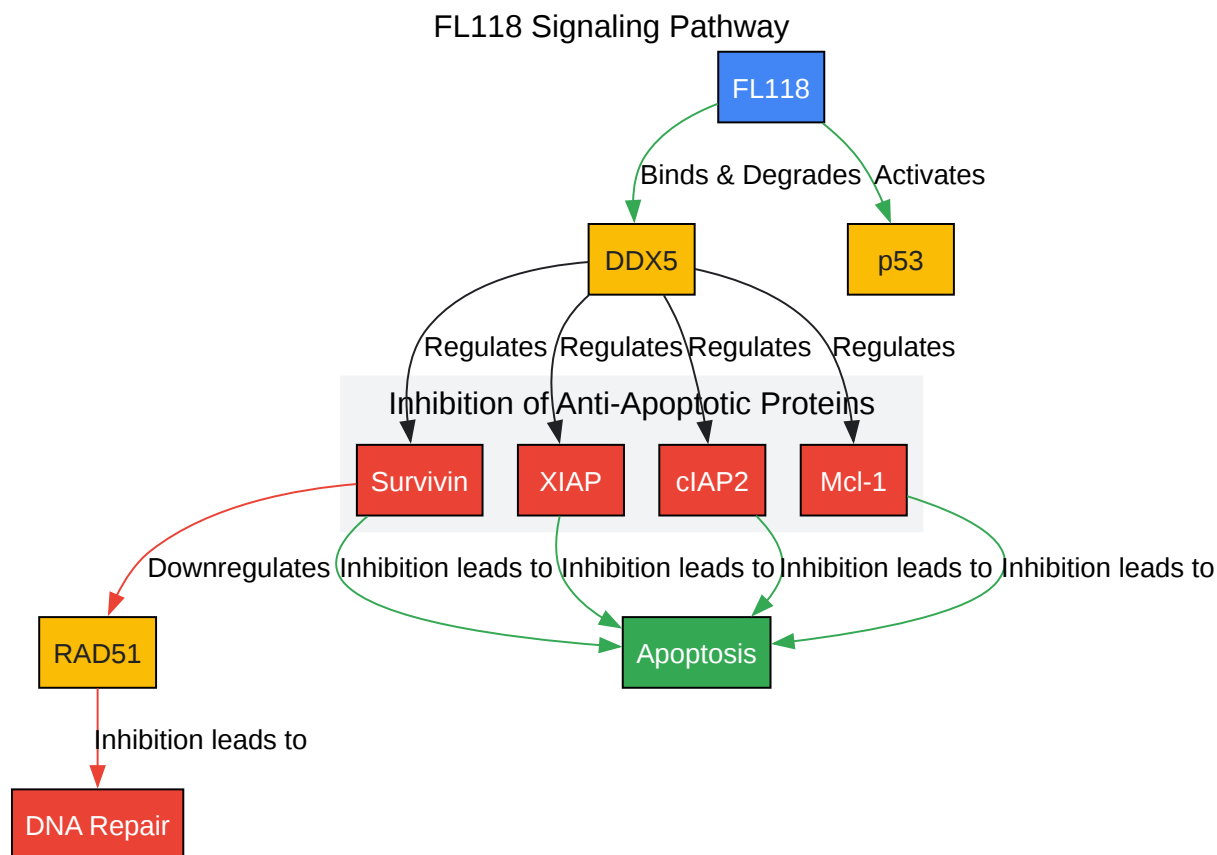 FL118 Signaling Pathway
FL118
Binds & Degrades
Activates
DDX5
p53
Regulates
Regulates
Regulates
Regulates
Inhibition of Anti-Apoptotic Proteins
Survivin
XIAP
cIAP2
Mcl-1
Downregulates
Inhibition leads to
Inhibition leads to
Inhibition leads to
Inhibition leads to
RAD51
Apoptosis
Inhibition leads to
DNA Repair